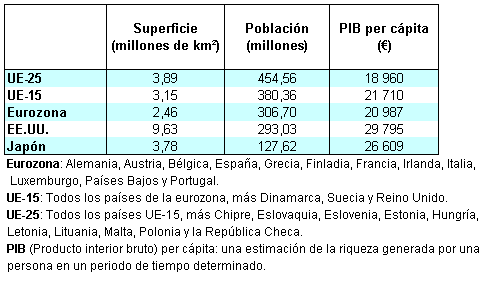 Superficie (millones de km²) Población (millones) PIB per cápita (€)
UE-25 3,89 454,56 18 960
UE-15 3,15 380,36 21 710
Eurozona 2,46 306,70 20 987
EE.UU. 9,63 293,03 29 795
Japón 3,78 127,62 26 609
Eurozona: Alemania, Austria, Bélgica, España, Grecia, Finladia, Francia, Irlanda, Italia,
Luxemburgo, Países Bajos y Portugal.
UE-15: Todos los países de la eurozona, más Dinamarca, Suecia y Reino Unido.
UE-25: Todos los países UE-15, más Chipre, Eslovaquia, Eslovenia, Estonia, Hungría,
Letonia, Lituania, Malta, Polonia y la República Checa.
PIB (Producto interior bruto) per cápita: una estimación de la riqueza generada por una
persona en un periodo de tiempo determinado.